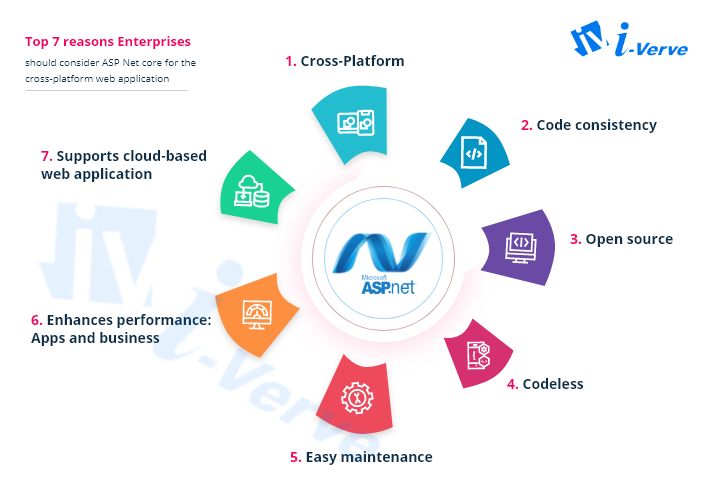 Top 7 reasons Enterprises
should consider ASP Net core for the
cross-platform web application
i-Verve
1. Cross-Platform
2. Code consistency
3. Open source
4. Codeless
5. Easy maintenance
6. Enhances performance:
Apps and business
7. Supports cloud-based
web application
Microsoft
ASP.net
i-Verve